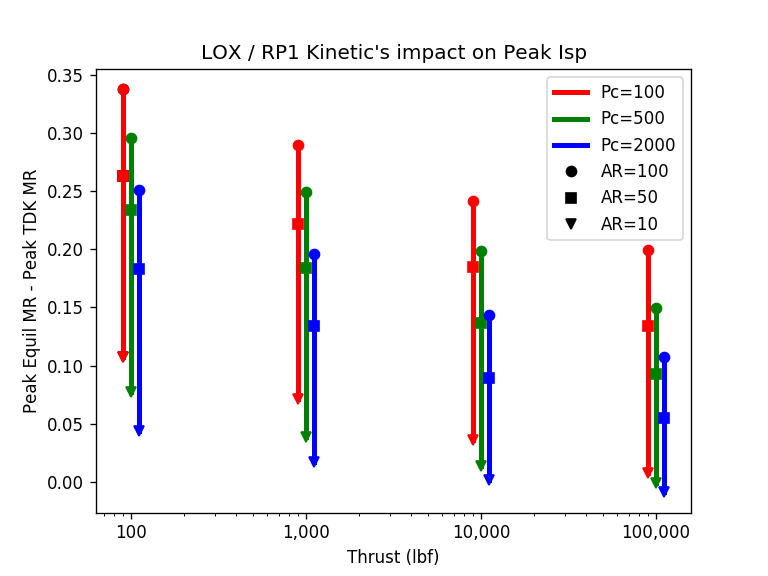 LOX / RP1 Kinetic's impact on Peak Isp
Peak Equil MR - Peak TDK MR
0.35
0.30
0.25
0.20
0.15
0.10
0.05
0.00
Pc=100
Pc=500
Pc=2000
AR=100
AR=50
AR=10
100
1,000
10,000
100,000
Thrust (lbf)